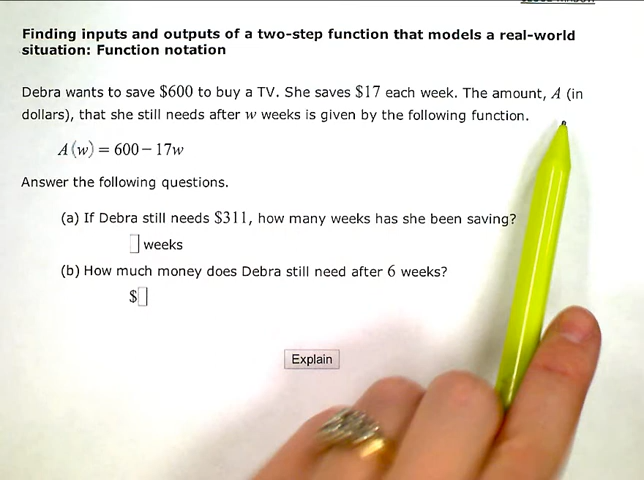 Finding inputs and outputs of a two-step function that models a real-world
situation: Function notation
Debra wants to save $600 to buy a TV. She saves $17 each week. The amount, A (in
dollars), that she still needs after w weeks is given by the following function.
A(w) = 600 – 17w
Answer the following questions.
(a) If Debra still needs $311, how many weeks has she been saving?
weeks
(b) How much money does Debra still need after 6 weeks?
$
Explain